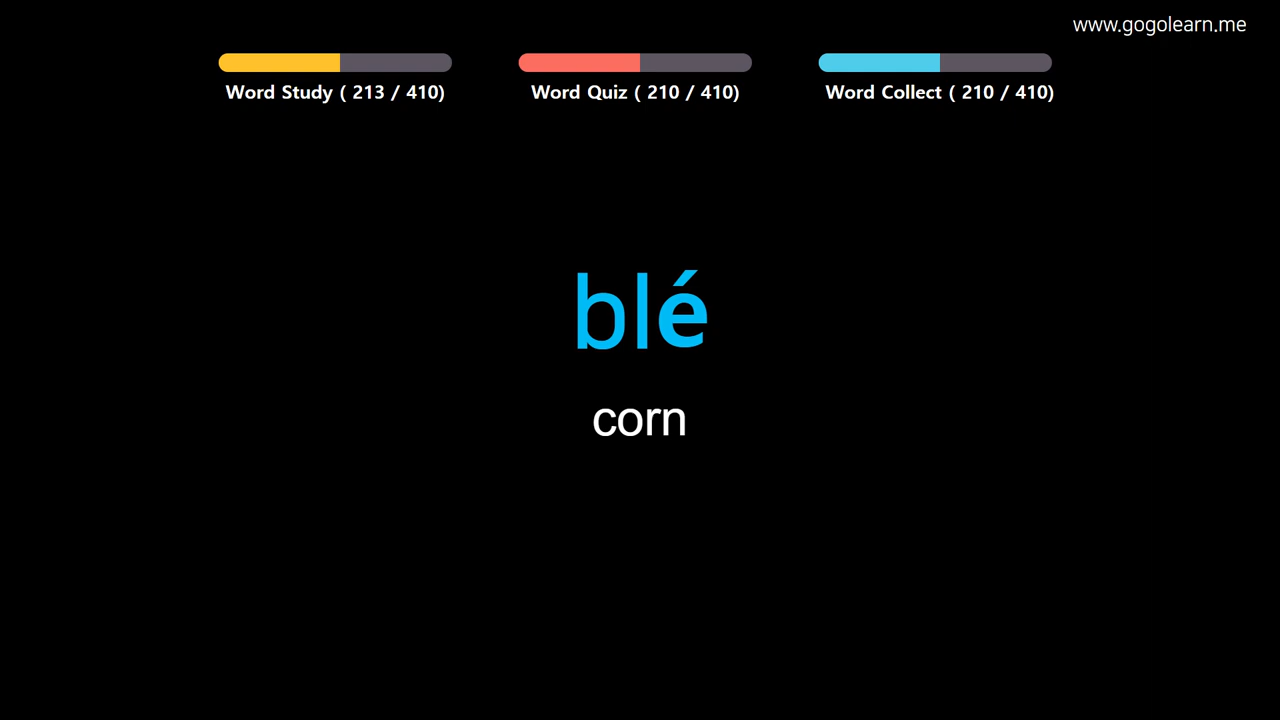 www.gogolearn.me
Word Study ( 213 / 410)
Word Quiz ( 210 / 410)
Word Collect ( 210 / 410)
blé
corn